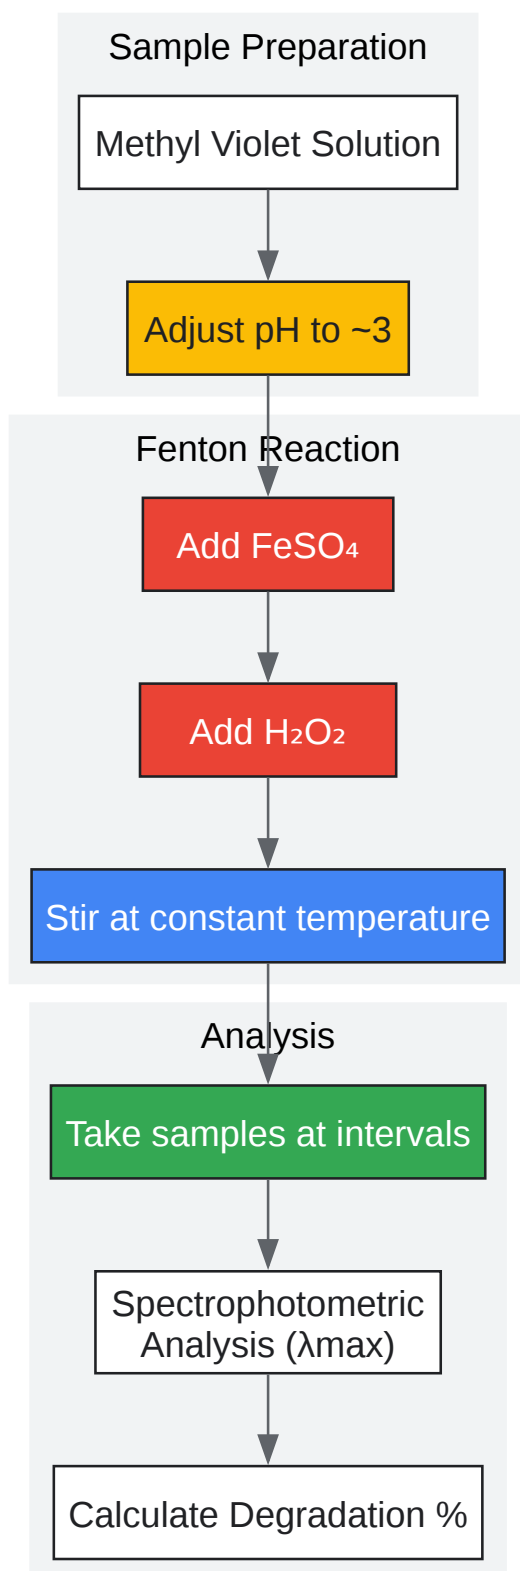 Sample Preparation
Methyl Violet Solution
Adjust pH to ~3
Fenton Reaction
Add FeSO₄
Add H₂O₂
Stir at constant temperature
Analysis
Take samples at intervals
Spectrophotometric
Analysis (λmax)
Calculate Degradation %